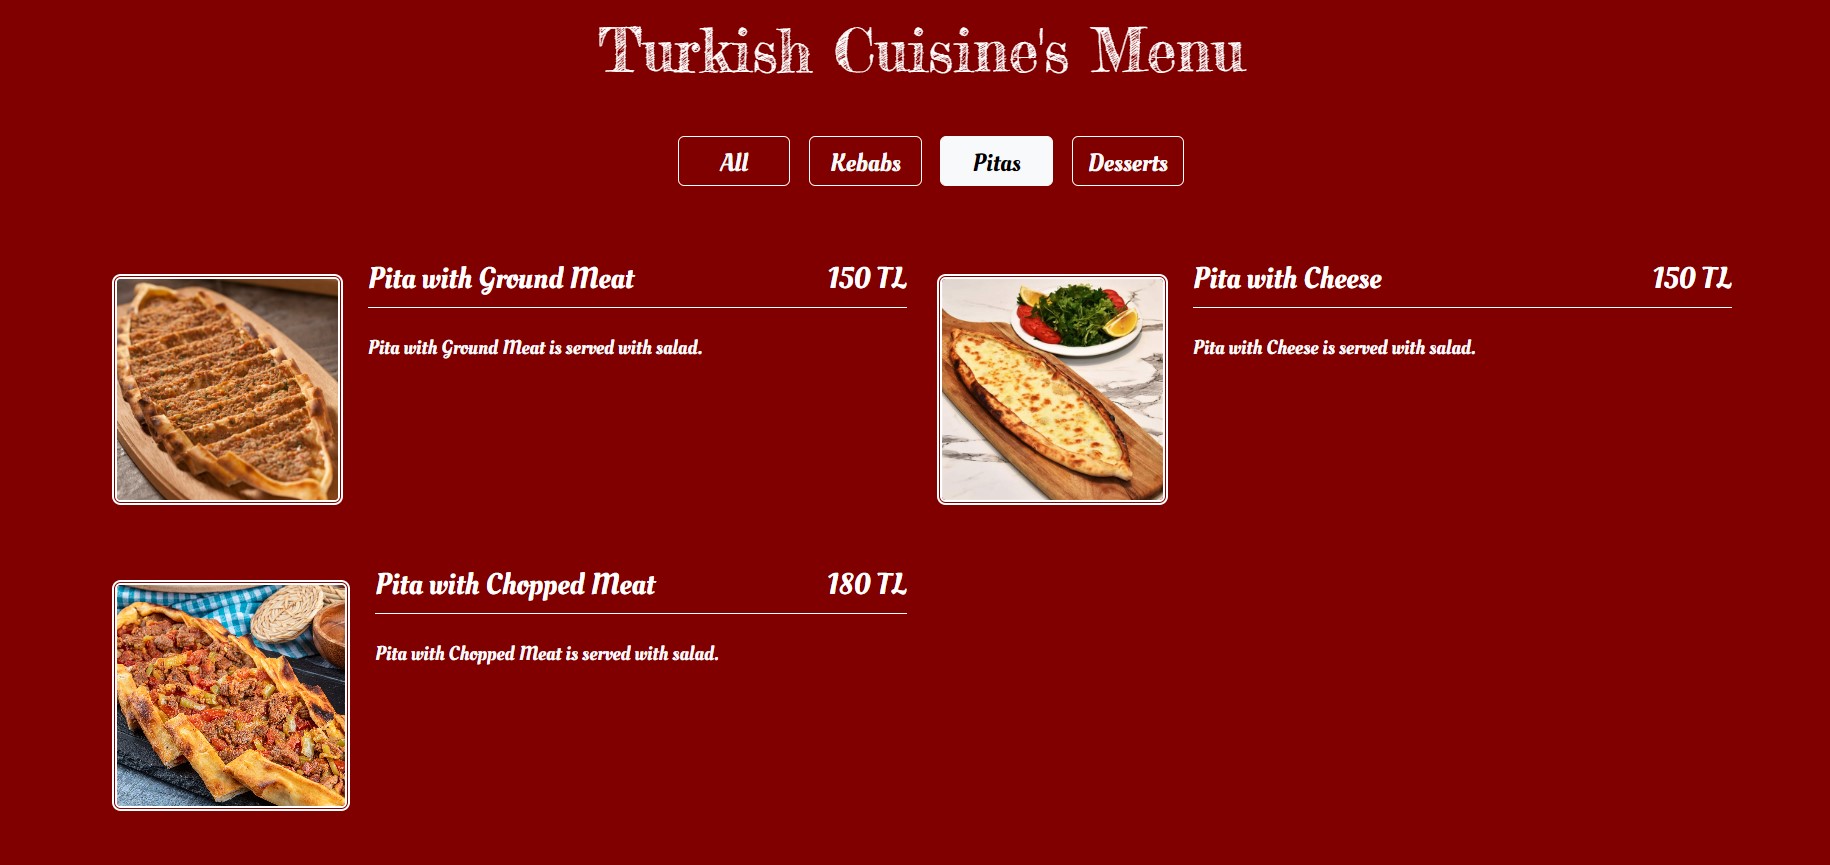 Turkish Cuisine's Menu
All Kebabs Pitas Desserts
Pita with Ground Meat 150 TL
Pita with Ground Meat is served with salad.
Pita with Cheese 150 TL
Pita with Cheese is served with salad.
Pita with Chopped Meat 180 TL
Pita with Chopped Meat is served with salad.